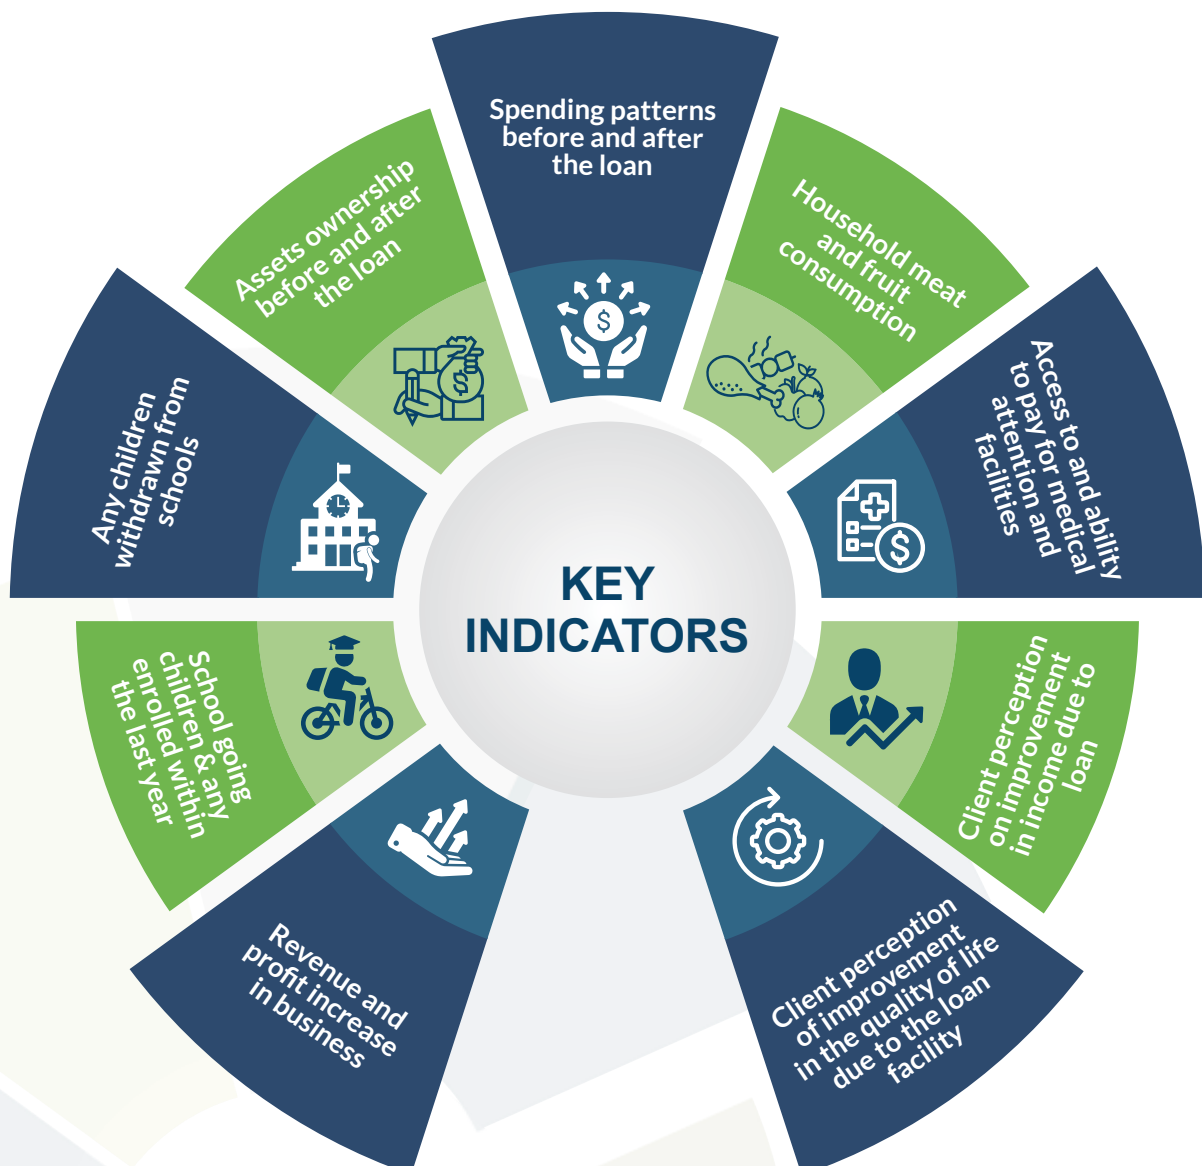 Spending patterns
before and after
the loan
Household meat
and fruit
consumption
Access to and ability
to pay for medical
attention and
facilities
Client perception
on improvement
in income due to
loan
Client perception
of improvement
in the quality of life
due to the loan
facility
Revenue and
profit increase
in business
School going
children & any
enrolled within
the last year
Any children
withdrawn from
schools
Assets ownership
before and after
the loan
KEY
INDICATORS
$
$
$